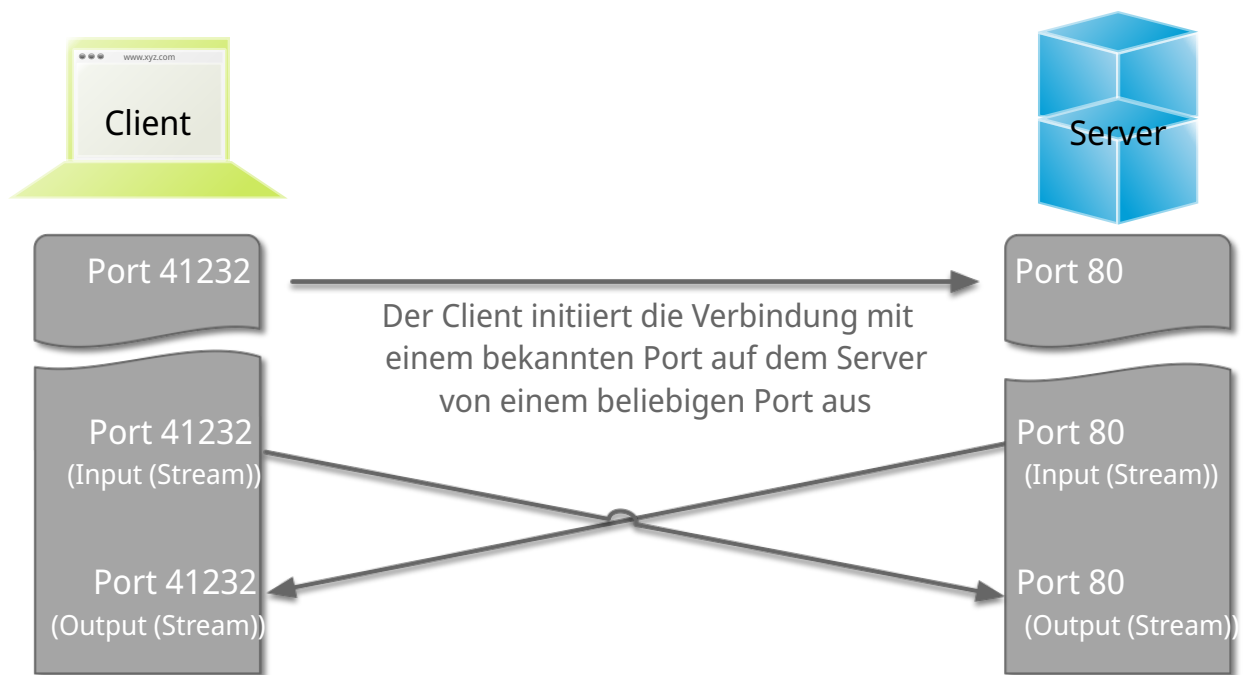 www.xyz.com
Client
Server
Port 41232
Port 80
Der Client initiiert die Verbindung mit
einem bekannten Port auf dem Server
von einem beliebigen Port aus
Port 41232
(Input (Stream))
Port 80
(Input (Stream))
Port 41232
(Output (Stream))
Port 80
(Output (Stream))